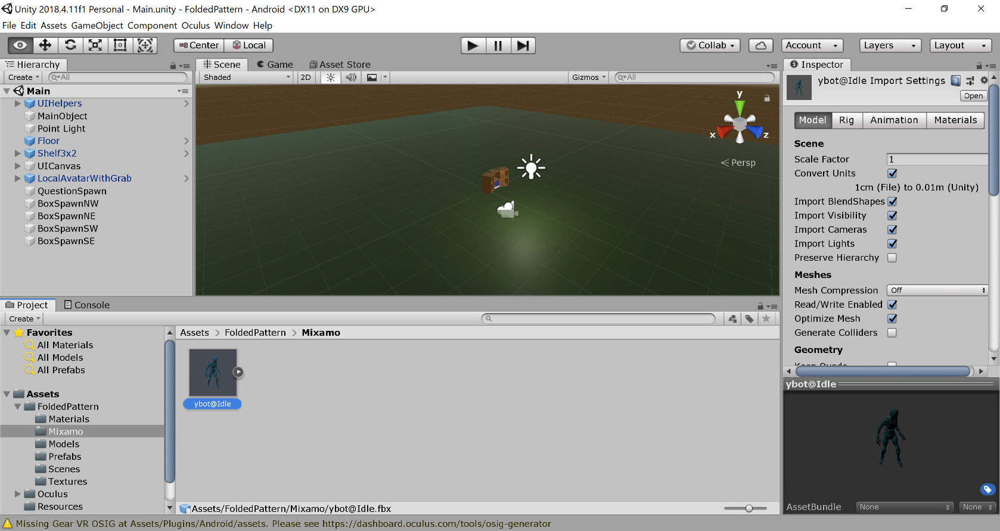 Unity 2018.4.11f1 Personal - Main.unity - FoldedPattern - Android <DX11 on DX9 GPU>
File Edit Assets GameObject Component Oculus Window Help
Center Local Collab Account Layers Layout
Hierarchy
Create All
Main
UIHelpers
MainObject
Point Light
Floor
Shelf3x2
UICanvas
LocalAvatarWithGrab
QuestionSpawn
BoxSpawnNW
BoxSpawnNE
BoxSpawnSW
BoxSpawnSE
Scene Game Asset Store
Shaded 2D Gizmos All
y
x z
Persp
Inspector
ybot@Idle Import Settings
Open
Model Rig Animation Materials
Scene
Scale Factor 1
Convert Units
1cm (File) to 0.01m (Unity)
Import BlendShapes
Import Visibility
Import Cameras
Import Lights
Preserve Hierarchy
Meshes
Mesh Compression Off
Read/Write Enabled
Optimize Mesh
Generate Colliders
Geometry
Keep Quads
Project Console
Create
Favorites
All Materials
All Models
All Prefabs
Assets
FoldedPattern
Materials
Mixamo
Models
Prefabs
Scenes
Textures
Oculus
Resources
Assets > FoldedPattern > Mixamo
ybot@Idle
Assets/FoldedPattern/Mixamo/ybot@Idle.fbx
ybot@Idle
AssetBundle None None
Missing Gear VR OSIG at Assets/Plugins/Android/assets. Please see https://dashboard.oculus.com/tools/osig-generator